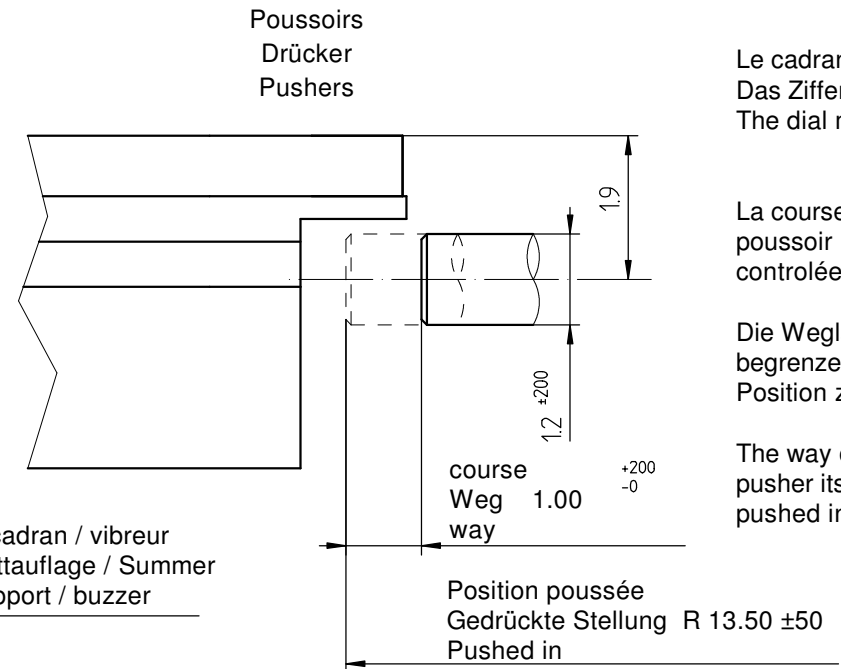 Poussoirs
Drücker
Pushers
Le cadran
Das Ziffer
The dial
1.9
La course
poussoir
controlée
Die Wegl
begrenze
Position
The way
pusher its
pushed in
1.2 ±200
course
Weg 1.00 +200 -0
way
cadran / vibreur
ttauflage / Summer
pport / buzzer
Position poussée
Gedrückte Stellung R 13.50 ±50
Pushed in